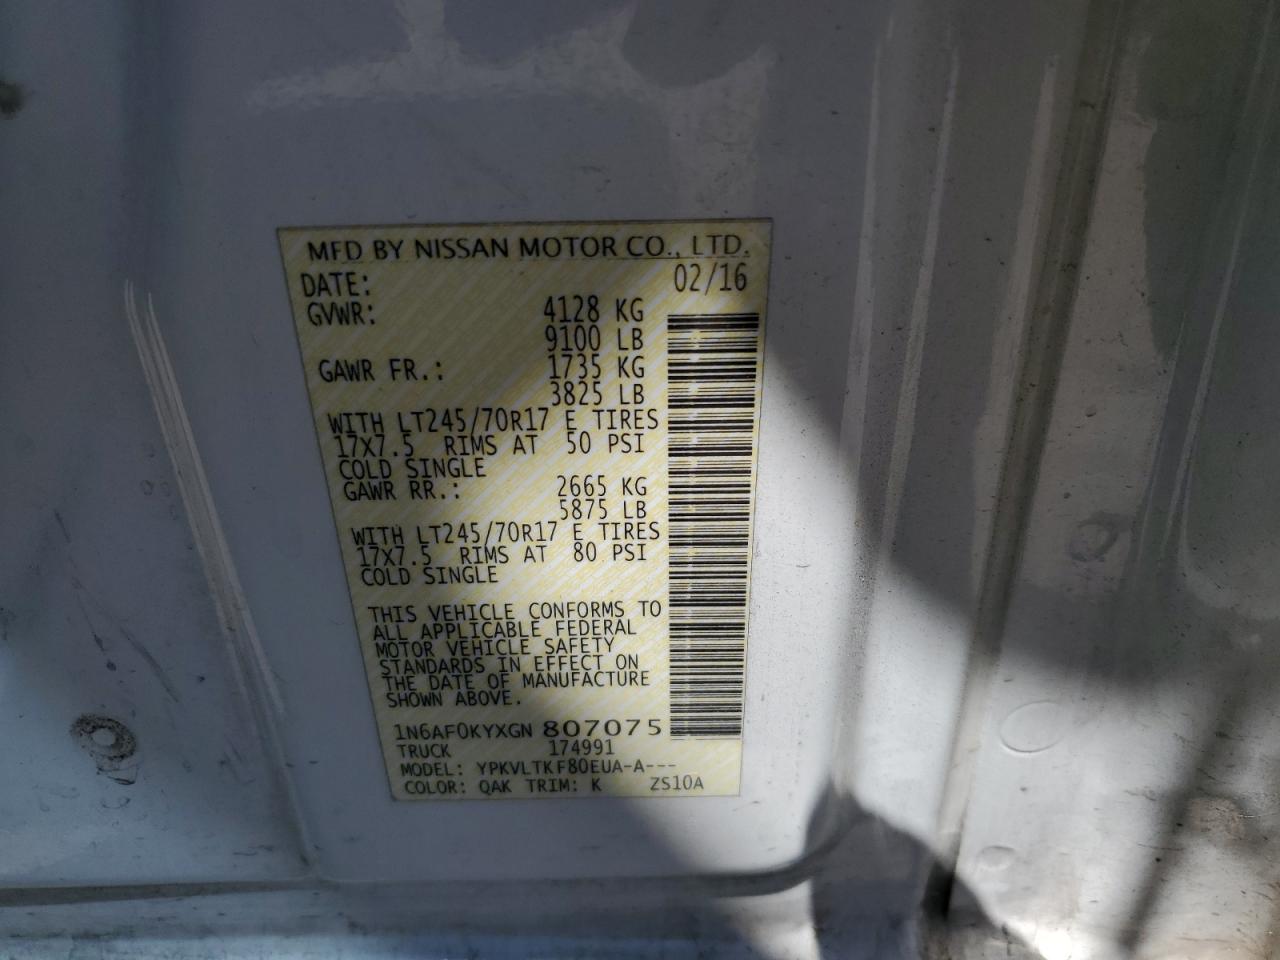 MFD BY NISSAN MOTOR CO., LTD.
DATE: 02/16
GVWR: 4128 KG
9100 LB
GAWR FR.: 1735 KG
3825 LB
WITH LT245/70R17 E TIRES
17X7.5 RIMS AT 50 PSI
COLD SINGLE
GAWR RR.: 2665 KG
5875 LB
WITH LT245/70R17 E TIRES
17X7.5 RIMS AT 80 PSI
COLD SINGLE
THIS VEHICLE CONFORMS TO
ALL APPLICABLE FEDERAL
MOTOR VEHICLE SAFETY
STANDARDS IN EFFECT ON
THE DATE OF MANUFACTURE
SHOWN ABOVE.
1N6AF0KYXGN 807075
TRUCK 174991
MODEL: YPKVLTKF80EUA-A---
COLOR: QAK TRIM: K ZS10A